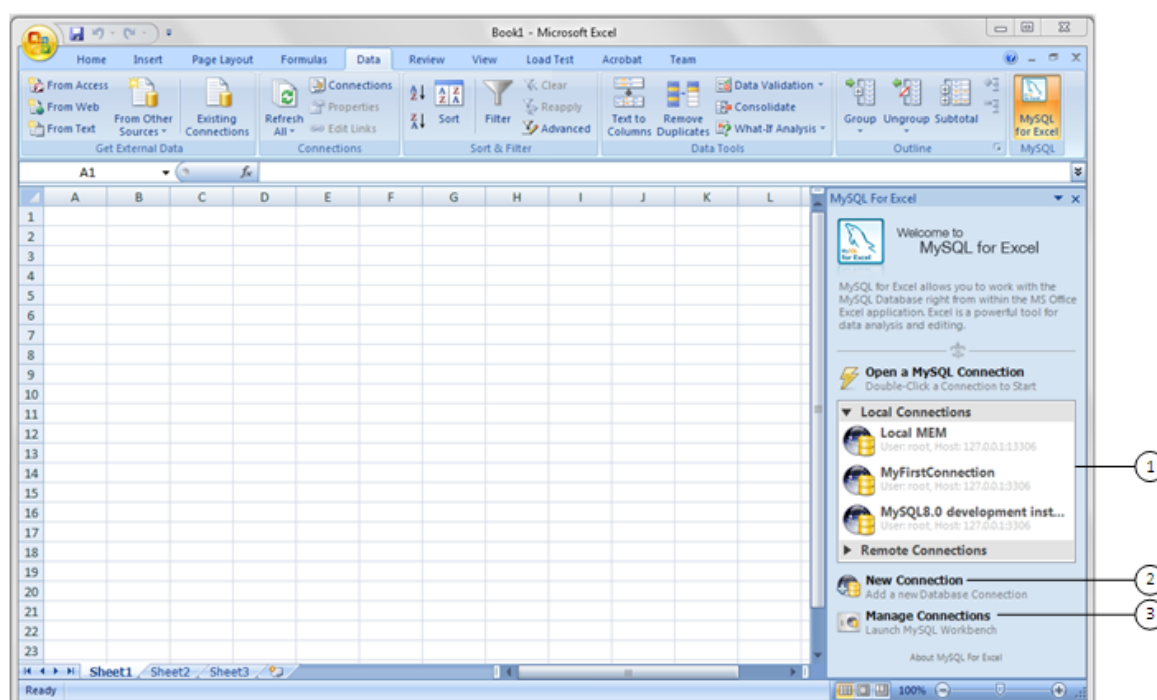 Book1 - Microsoft Excel
Home Insert Page Layout Formulas Data Review View Load Test Acrobat Team
From Access
From Web
From Text
From Other Sources
Existing Connections
Get External Data
Refresh All
Connections
Properties
Edit Links
Connections
Sort
Filter
Clear
Reapply
Advanced
Sort & Filter
Text to Columns
Remove Duplicates
Data Validation
Consolidate
What-If Analysis
Data Tools
Group
Ungroup
Subtotal
Outline
MySQL for Excel
MySQL
A1
fx
A B C D E F G H I J K L
1
2
3
4
5
6
7
8
9
10
11
12
13
14
15
16
17
18
19
20
21
22
23
MySQL For Excel
Welcome to
MySQL for Excel
MySQL for Excel allows you to work with the
MySQL Database right from within the MS Office
Excel application. Excel is a powerful tool for
data analysis and editing.
Open a MySQL Connection
Double-Click a Connection to Start
Local Connections
Local MEM
User: root, Host: 127.0.0.1:13306
MyFirstConnection
User: root, Host: 127.0.0.1:3306
MySQL8.0 development inst...
User: root, Host: 127.0.0.1:3306
Remote Connections
New Connection
Add a new Database Connection
Manage Connections
Launch MySQL Workbench
About MySQL For Excel
1
2
3
Sheet1 Sheet2 Sheet3
Ready
100%